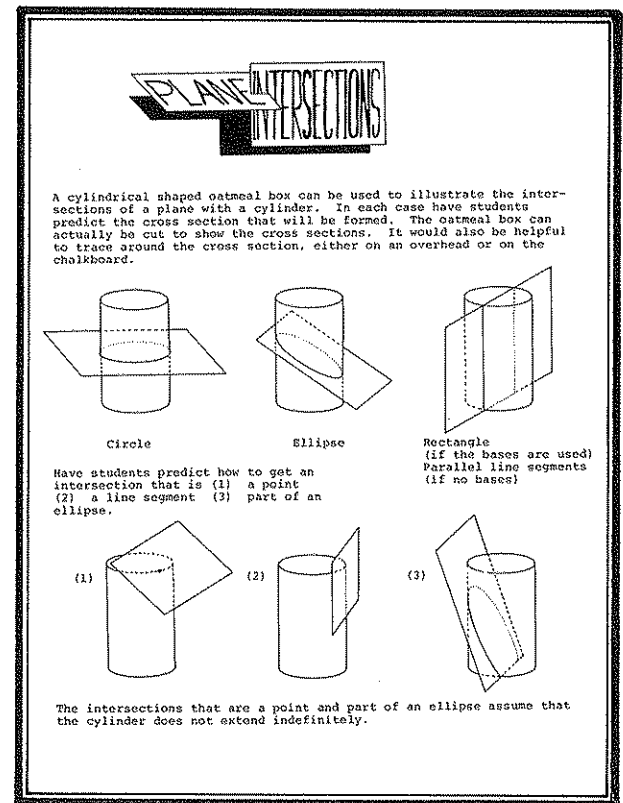 PLANE INTERSECTIONS
A cylindrical shaped oatmeal box can be used to illustrate the inter-
sections of a plane with a cylinder. In each case have students
predict the cross section that will be formed. The oatmeal box can
actually be cut to show the cross sections. It would also be helpful
to trace around the cross section, either on an overhead or on the
chalkboard.
Circle
Ellipse
Rectangle
(if the bases are used)
Parallel line segments
(if no bases)
Have students predict how to get an
intersection that is (1) a point
(2) a line segment (3) part of an
ellipse.
(1)
(2)
(3)
The intersections that are a point and part of an ellipse assume that
the cylinder does not extend indefinitely.